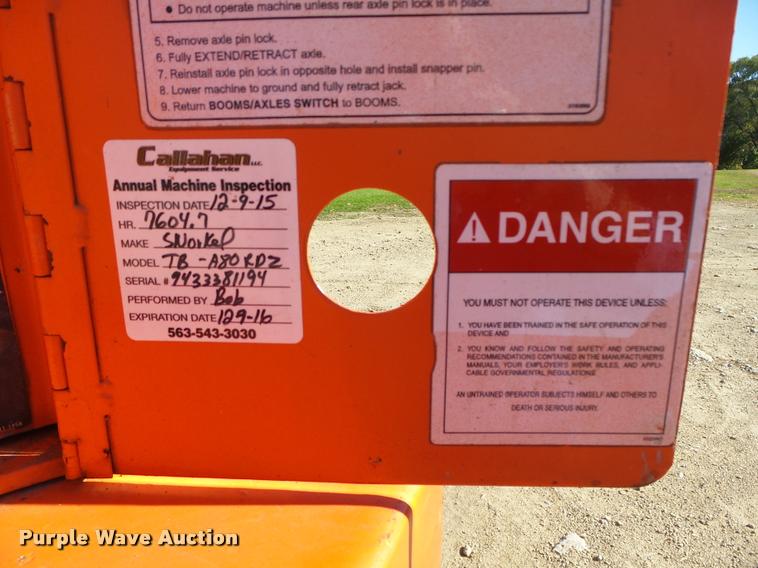 • Do not operate machine unless rear axle pin lock is in place.
5. Remove axle pin lock.
6. Fully EXTEND/RETRACT axle.
7. Reinstall axle pin lock in opposite hole and install snapper pin.
8. Lower machine to ground and fully retract jack.
9. Return BOOMS/AXLES SWITCH to BOOMS.
Callahan LLC.
Equipment Service
Annual Machine Inspection
INSPECTION DATE 12-9-15
HR. 7604.7
MAKE SNorkel
MODEL TB-A80RDZ
SERIAL # 9433381194
PERFORMED BY Bob
EXPIRATION DATE 12-9-16
563-543-3030
DANGER
YOU MUST NOT OPERATE THIS DEVICE UNLESS:
1. YOU HAVE BEEN TRAINED IN THE SAFE OPERATION OF THIS
DEVICE AND
2. YOU KNOW AND FOLLOW THE SAFETY AND OPERATING
RECOMMENDATIONS CONTAINED IN THE MANUFACTURER'S
MANUALS, YOUR EMPLOYER'S WORK RULES, AND APPLI-
CABLE GOVERNMENTAL REGULATIONS
AN UNTRAINED OPERATOR SUBJECTS HIMSELF AND OTHERS TO
DEATH OR SERIOUS INJURY.
Purple Wave Auction